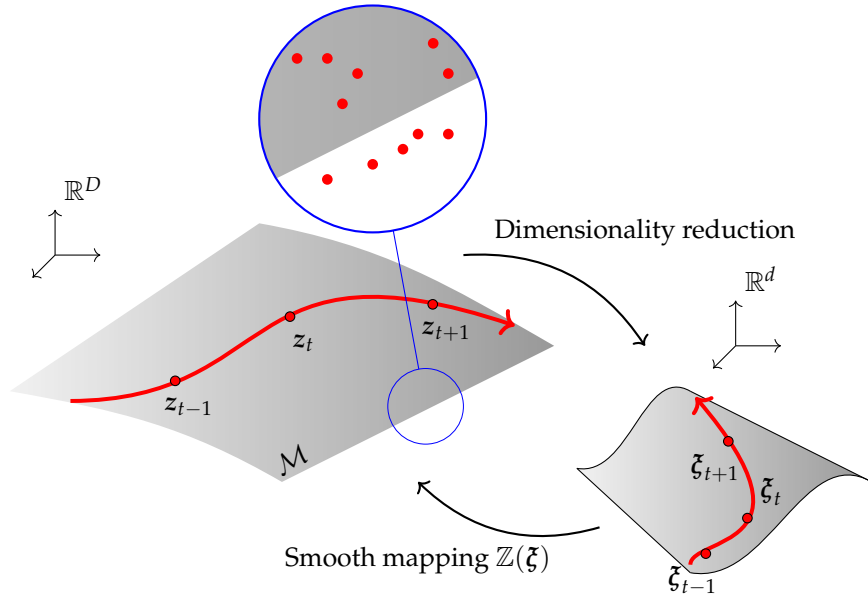 ℝ^D
Dimensionality reduction
ℝ^d
z_{t+1}
z_t
z_{t−1}
ℳ
ξ_{t+1}
ξ_t
Smooth mapping ℤ(ξ)
ξ_{t−1}